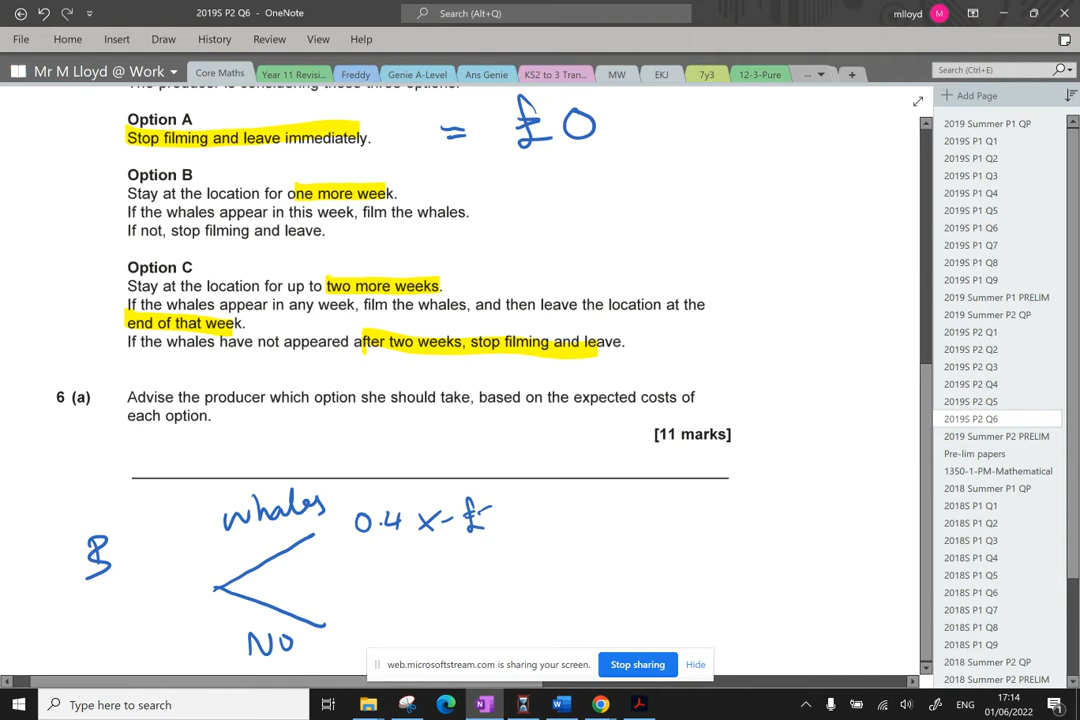 2019S P2 Q6 - OneNote
Search (Alt+Q)
mlloyd
M
File
Home
Insert
Draw
History
Review
View
Help
Mr M Lloyd @ Work
Core Maths
Year 11 Revisi...
Freddy
Genie A-Level
Ans Genie
KS2 to 3 Tran...
MW
EKJ
7y3
12-3-Pure
...
Search (Ctrl+E)
The producer is considering these three options:
Option A
Stop filming and leave immediately.
= £0
Option B
Stay at the location for one more week.
If the whales appear in this week, film the whales.
If not, stop filming and leave.
Option C
Stay at the location for up to two more weeks.
If the whales appear in any week, film the whales, and then leave the location at the
end of that week.
If the whales have not appeared after two weeks, stop filming and leave.
6 (a) Advise the producer which option she should take, based on the expected costs of
each option.
[11 marks]
whales 0.4 x - £
B
NO
web.microsoftstream.com is sharing your screen.
Stop sharing
Hide
Add Page
2019 Summer P1 QP
2019S P1 Q1
2019S P1 Q2
2019S P1 Q3
2019S P1 Q4
2019S P1 Q5
2019S P1 Q6
2019S P1 Q7
2019S P1 Q8
2019S P1 Q9
2019 Summer P1 PRELIM
2019 Summer P2 QP
2019S P2 Q1
2019S P2 Q2
2019S P2 Q3
2019S P2 Q4
2019S P2 Q5
2019S P2 Q6
2019 Summer P2 PRELIM
Pre-lim papers
1350-1-PM-Mathematical
2018 Summer P1 QP
2018S P1 Q1
2018S P1 Q2
2018S P1 Q3
2018S P1 Q4
2018S P1 Q5
2018S P1 Q6
2018S P1 Q7
2018S P1 Q8
2018S P1 Q9
2018 Summer P2 QP
2018 Summer P2 PRELIM
Type here to search
ENG
17:14
01/06/2022